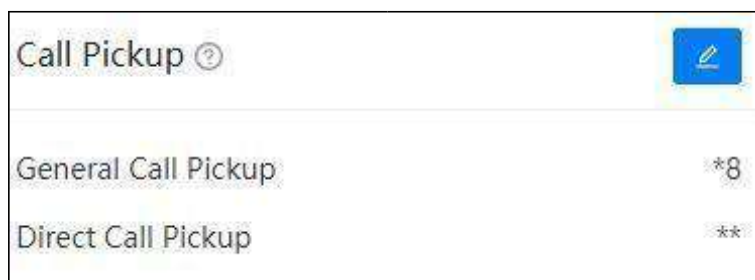 Call Pickup ?
General Call Pickup *8
Direct Call Pickup **